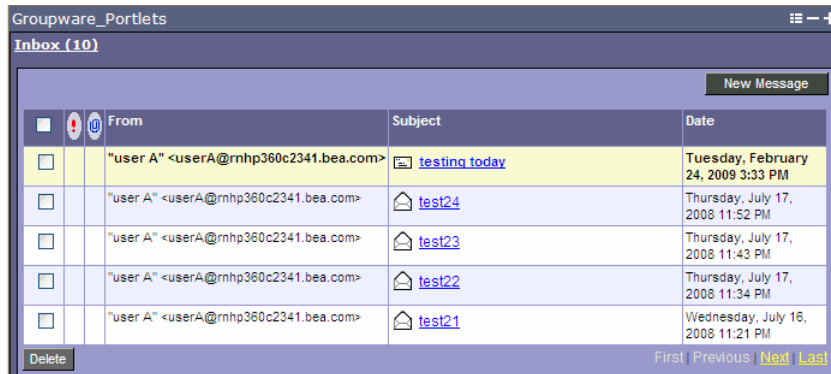 Groupware_Portlets
Inbox (10)
New Message
From Subject Date
"user A" <userA@rnhp360c2341.bea.com> testing today Tuesday, February
24, 2009 3:33 PM
"user A" <userA@rnhp360c2341.bea.com> test24 Thursday, July 17,
2008 11:52 PM
"user A" <userA@rnhp360c2341.bea.com> test23 Thursday, July 17,
2008 11:43 PM
"user A" <userA@rnhp360c2341.bea.com> test22 Thursday, July 17,
2008 11:34 PM
"user A" <userA@rnhp360c2341.bea.com> test21 Wednesday, July 16,
2008 11:21 PM
Delete First | Previous | Next | Last